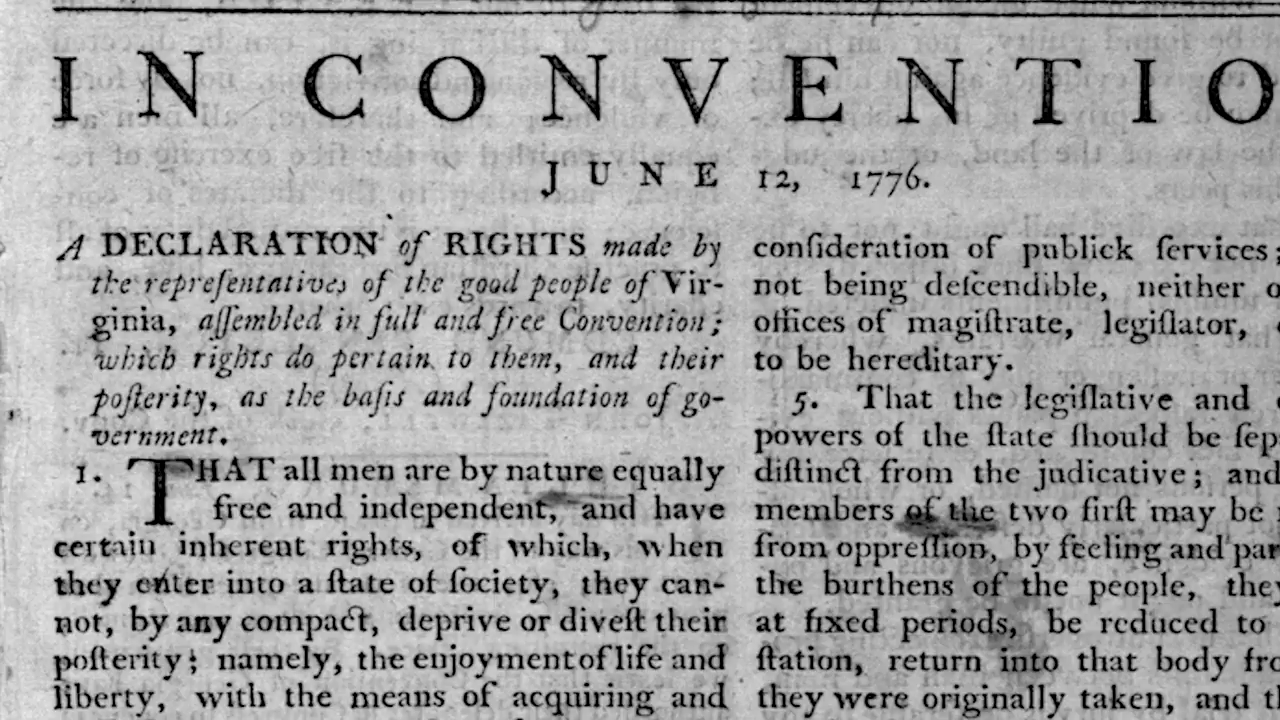 IN CONVENTIO
JUNE 12, 1776.
A DECLARATION of RIGHTS made by
the repreſentatives of the good people of Vir-
ginia, aſſembled in full and free Convention;
which rights do pertain to them, and their
poſterity, as the baſis and foundation of go-
vernment.
1. THAT all men are by nature equally
free and independent, and have
certain inherent rights, of which, when
they enter into a ſtate of ſociety, they can-
not, by any compact, deprive or diveſt their
poſterity; namely, the enjoyment of life and
liberty, with the means of acquiring and
conſideration of publick ſervices;
not being deſcendible, neither
offices of magiſtrate, legiſlator,
to be hereditary.
5. That the legiſlative and
powers of the ſtate ſhould be ſep
diſtinct from the judicative; and
members of the two firſt may be
from oppreſſion, by feeling and par
the burthens of the people, they
at fixed periods, be reduced to
ſtation, return into that body fro
they were originally taken, and